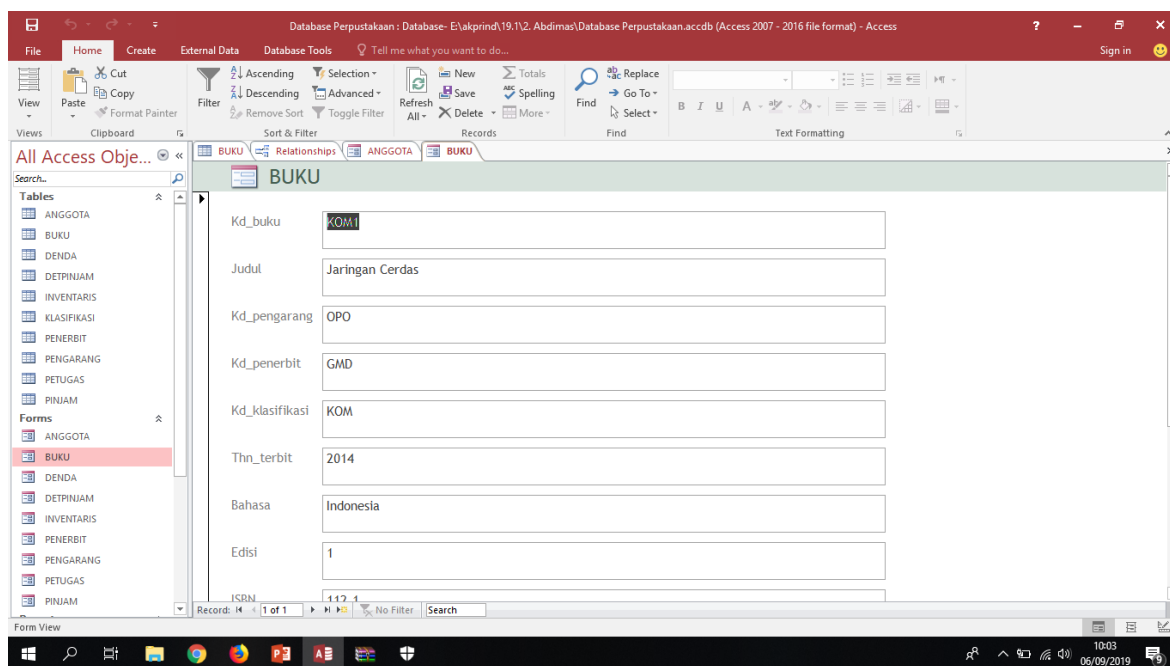 Database Perpustakaan : Database- E:\akprind\19.1\2. Abdimas\Database Perpustakaan.accdb (Access 2007 - 2016 file format) - Access
?
File Home Create External Data Database Tools Tell me what you want to do... Sign in
View
Paste
Cut
Copy
Format Painter
Filter
Ascending
Descending
Remove Sort
Selection
Advanced
Toggle Filter
Refresh All
New
Save
Delete
Totals
Spelling
More
Find
Replace
Go To
Select
B I U A
Views Clipboard Sort & Filter Records Find Text Formatting
All Access Obje...
Search...
Tables
ANGGOTA
BUKU
DENDA
DETPINJAM
INVENTARIS
KLASIFIKASI
PENERBIT
PENGARANG
PETUGAS
PINJAM
Forms
ANGGOTA
BUKU
DENDA
DETPINJAM
INVENTARIS
PENERBIT
PENGARANG
PETUGAS
PINJAM
BUKU Relationships ANGGOTA BUKU
BUKU
Kd_buku KOM1
Judul Jaringan Cerdas
Kd_pengarang OPO
Kd_penerbit GMD
Kd_klasifikasi KOM
Thn_terbit 2014
Bahasa Indonesia
Edisi 1
ISBN 112 1
Record: 1 of 1 No Filter Search
Form View
10:03
06/09/2019